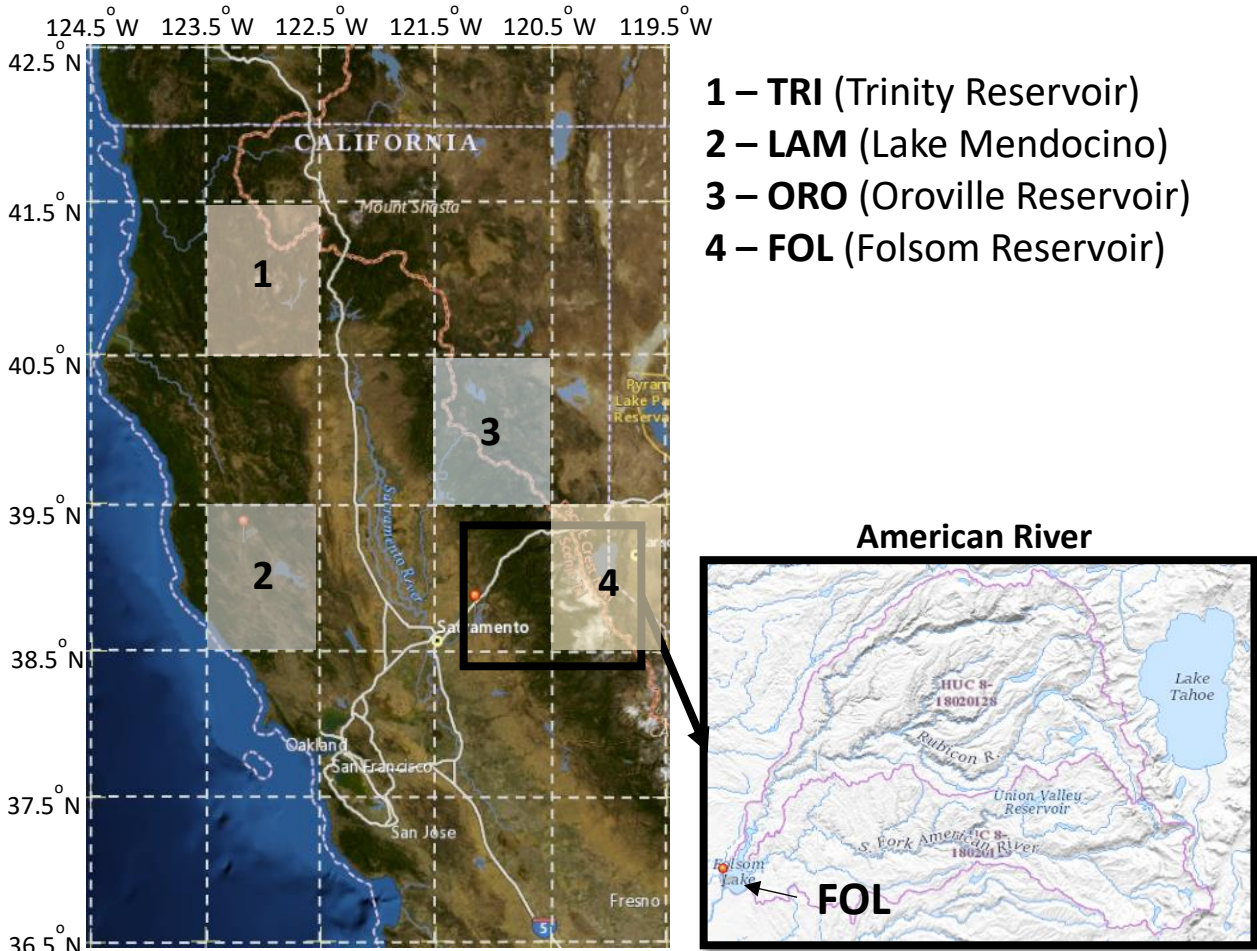 124.5° W 123.5° W 122.5° W 121.5° W 120.5° W 119.5° W
42.5° N
41.5° N
40.5° N
39.5° N
38.5° N
37.5° N
36.5° N
CALIFORNIA
Mount Shasta
1
3
2
4
Sacramento River
Sacramento
Oakland
San Francisco
San Jose
Fresno
5
1 – TRI (Trinity Reservoir)
2 – LAM (Lake Mendocino)
3 – ORO (Oroville Reservoir)
4 – FOL (Folsom Reservoir)
American River
Lake
Tahoe
HUC 8-
18020128
Rubicon R.
Union Valley
Reservoir
S. Fork American River
Folsom
Lake
FOL